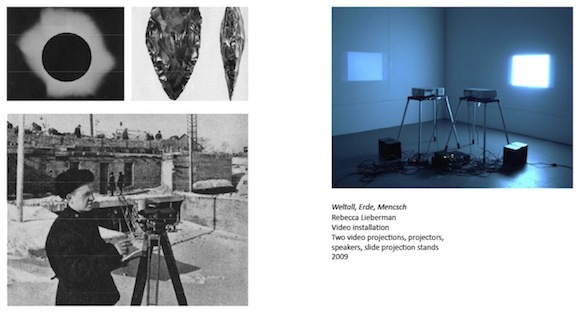 Weltall, Erde, Mencsch
Rebecca Lieberman
Video installation
Two video projections, projectors,
speakers, slide projection stands
2009